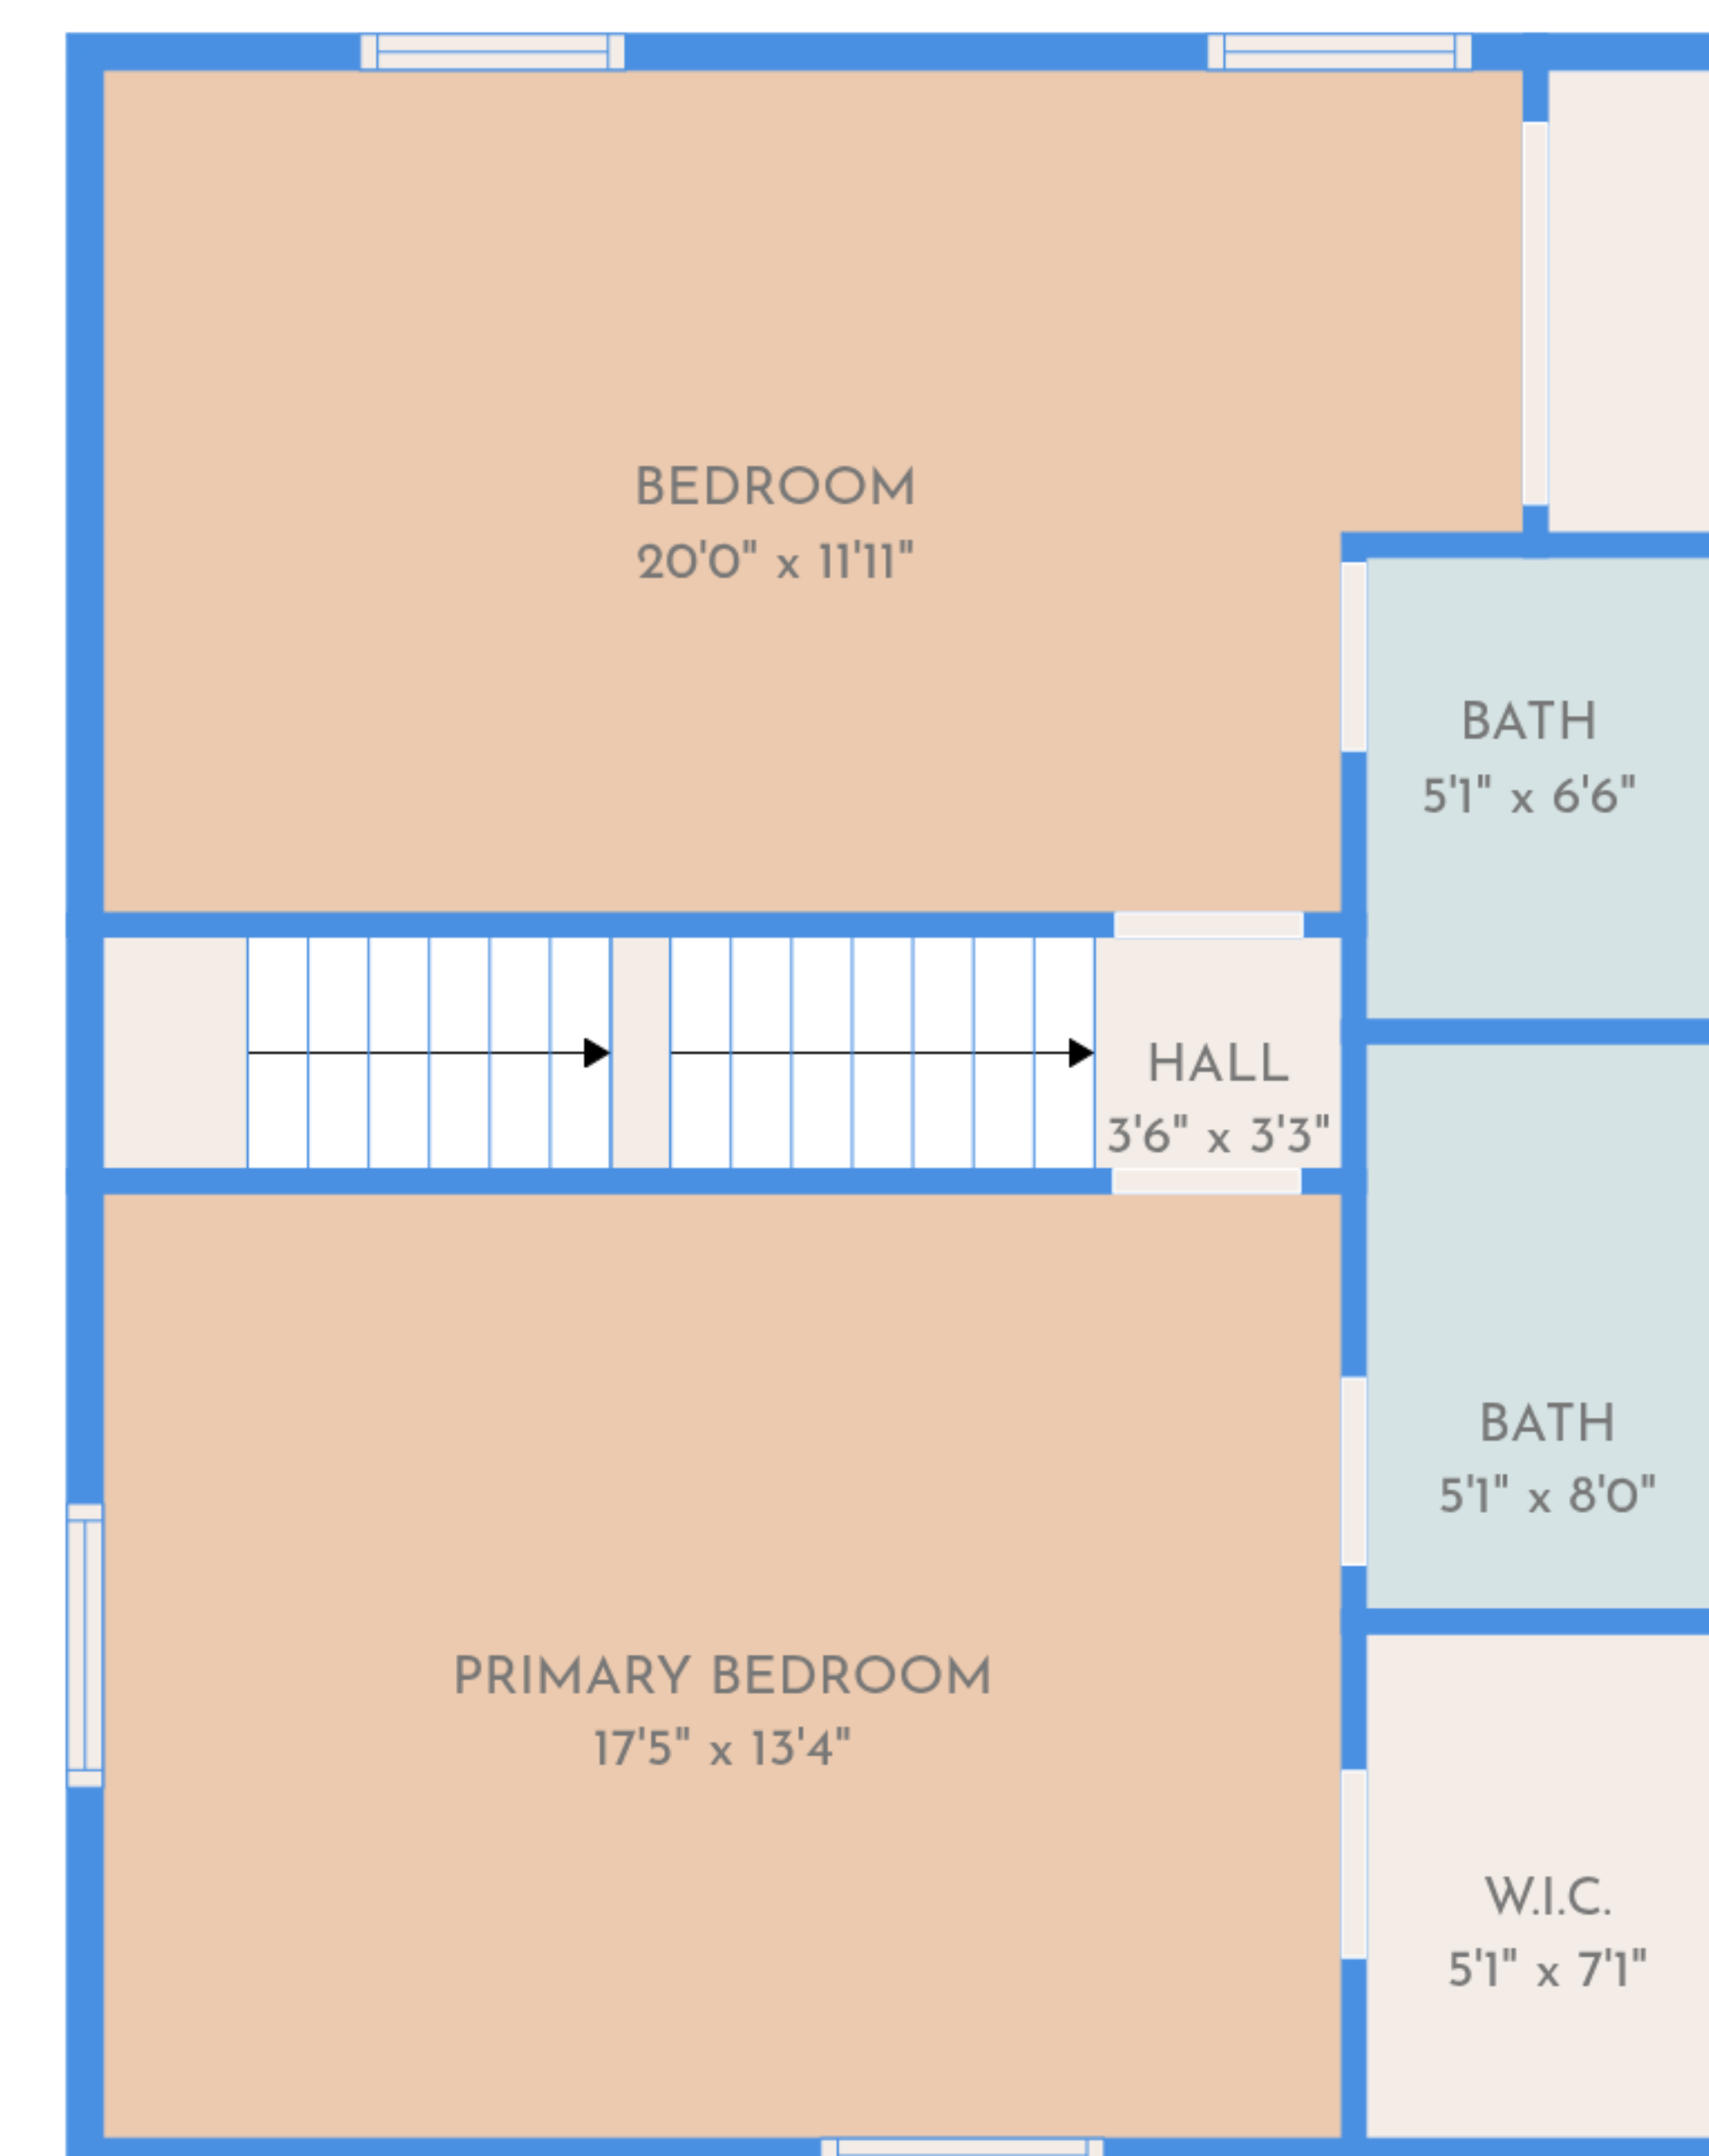 BEDROOM
20'0" x 11'11"
BATH
5'1" x 6'6"
HALL
3'6" x 3'3"
BATH
5'1" x 8'0"
PRIMARY BEDROOM
17'5" x 13'4"
W.I.C.
5'1" x 7'1"